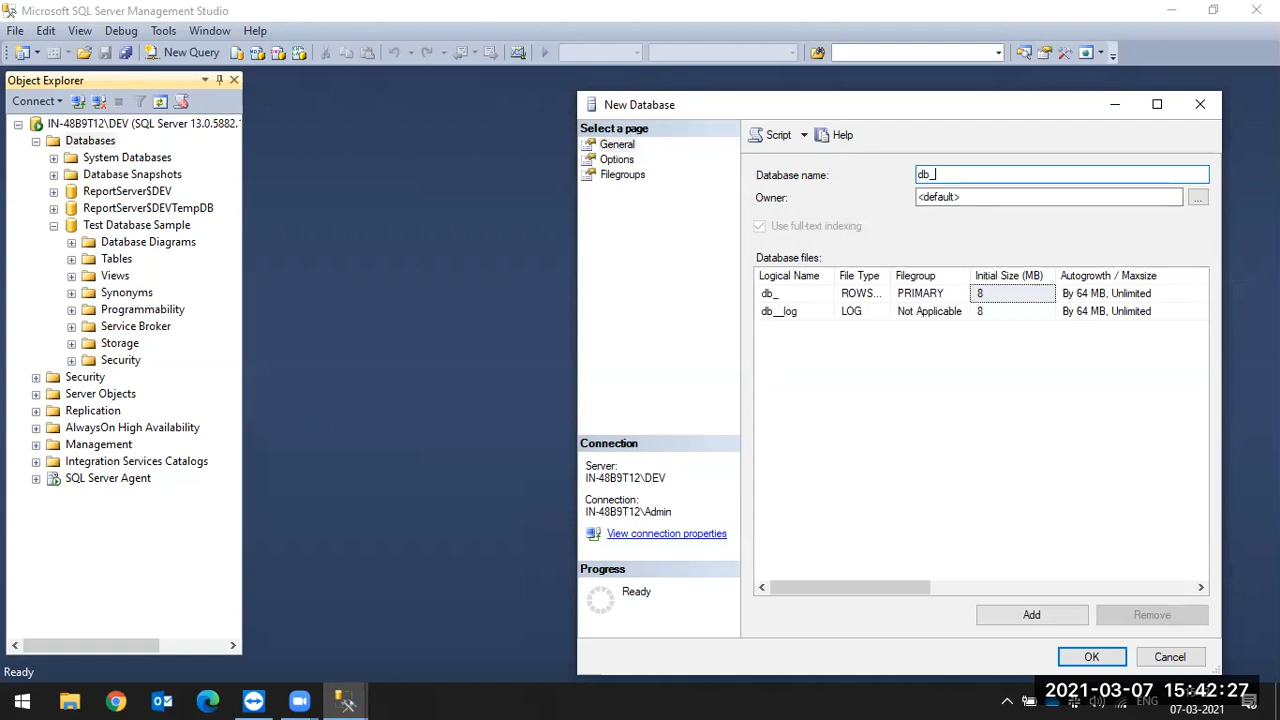 Microsoft SQL Server Management Studio
File Edit View Debug Tools Window Help
New Query
Object Explorer
Connect
IN-48B9T12\DEV (SQL Server 13.0.5882.
Databases
System Databases
Database Snapshots
ReportServer$DEV
ReportServer$DEVTempDB
Test Database Sample
Database Diagrams
Tables
Views
Synonyms
Programmability
Service Broker
Storage
Security
Security
Server Objects
Replication
AlwaysOn High Availability
Management
Integration Services Catalogs
SQL Server Agent
New Database
Select a page
General
Options
Filegroups
Script Help
Database name: db_
Owner: <default> ...
Use full-text indexing
Database files:
Logical Name File Type Filegroup Initial Size (MB) Autogrowth / Maxsize
db_ ROWS... PRIMARY 8 By 64 MB, Unlimited
db__log LOG Not Applicable 8 By 64 MB, Unlimited
Connection
Server:
IN-48B9T12\DEV
Connection:
IN-48B9T12\Admin
View connection properties
Progress
Ready
Add Remove
OK Cancel
Ready
2021-03-07 15:42:27
ENG
07-03-2021